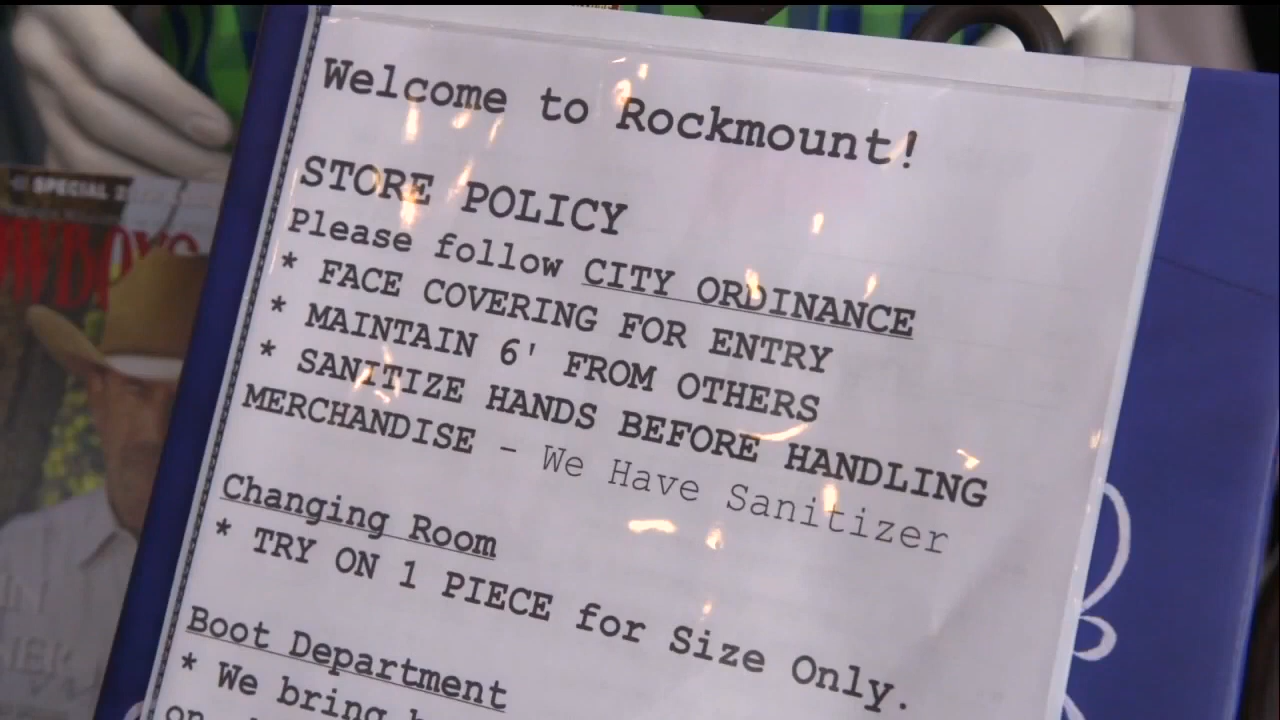 Welcome to Rockmount!
STORE POLICY
Please follow CITY ORDINANCE
* FACE COVERING FOR ENTRY
* MAINTAIN 6' FROM OTHERS
* SANITIZE HANDS BEFORE HANDLING
MERCHANDISE - We Have Sanitizer
Changing Room
* TRY ON 1 PIECE for Size Only.
Boot Department
* We bring
SPECIAL